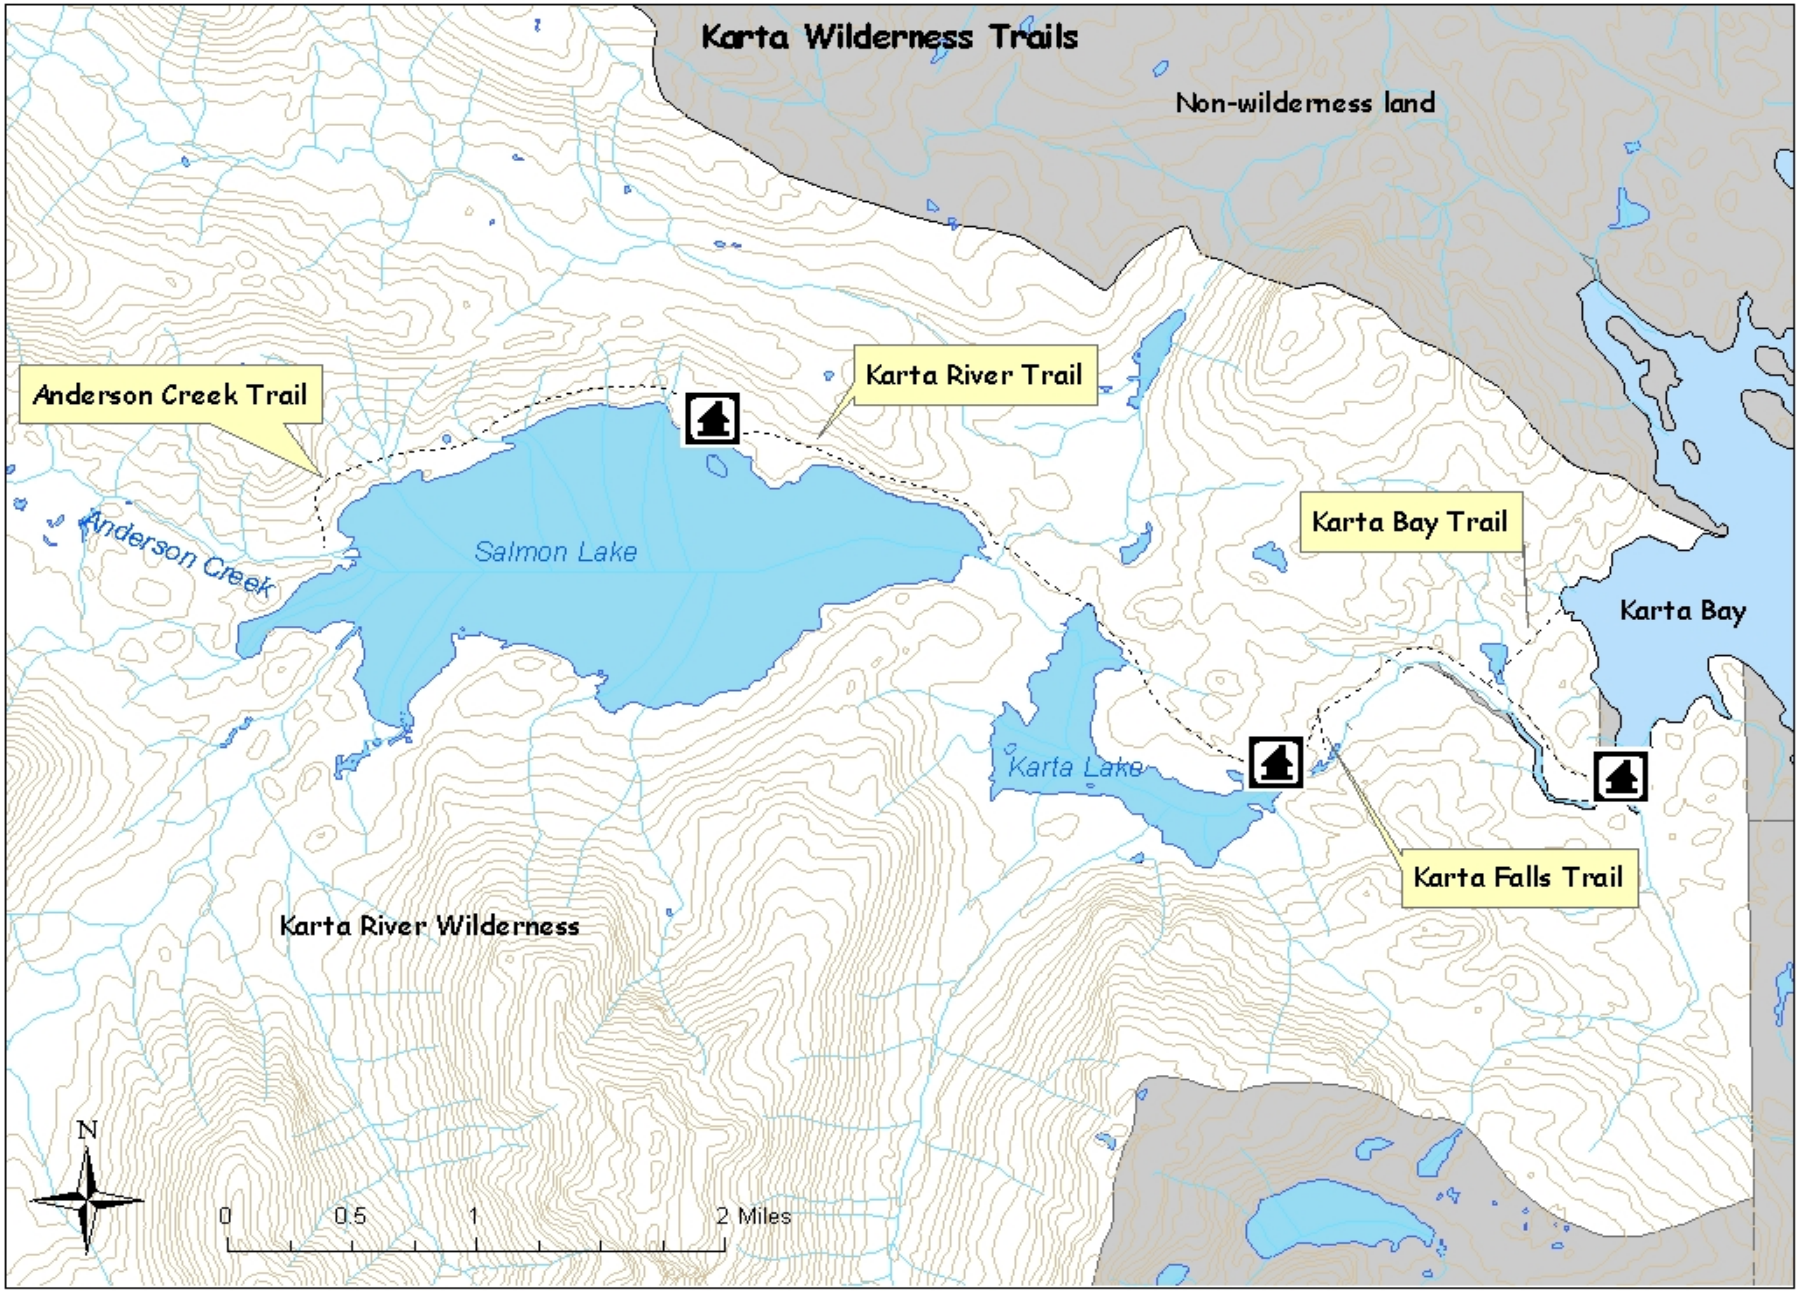 Karta Wilderness Trails
Non-wilderness land
Karta River Trail
Anderson Creek Trail
Karta Bay Trail
Anderson Creek
Salmon Lake
Karta Bay
Karta Lake
Karta Falls Trail
Karta River Wilderness
N
0 0.5 1 2 Miles